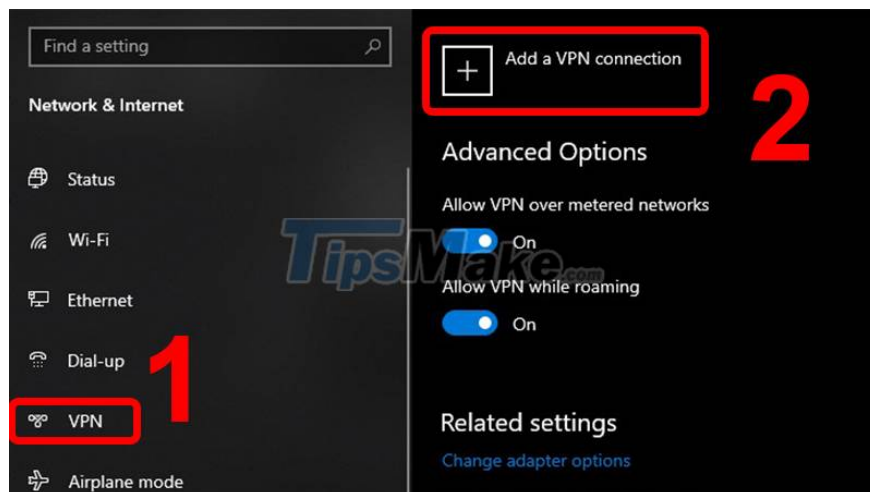 Find a setting
Network & Internet
Status
Wi-Fi
Ethernet
Dial-up
1
VPN
Airplane mode
Add a VPN connection
2
Advanced Options
Allow VPN over metered networks
On
TipsMake.com
Allow VPN while roaming
On
Related settings
Change adapter options